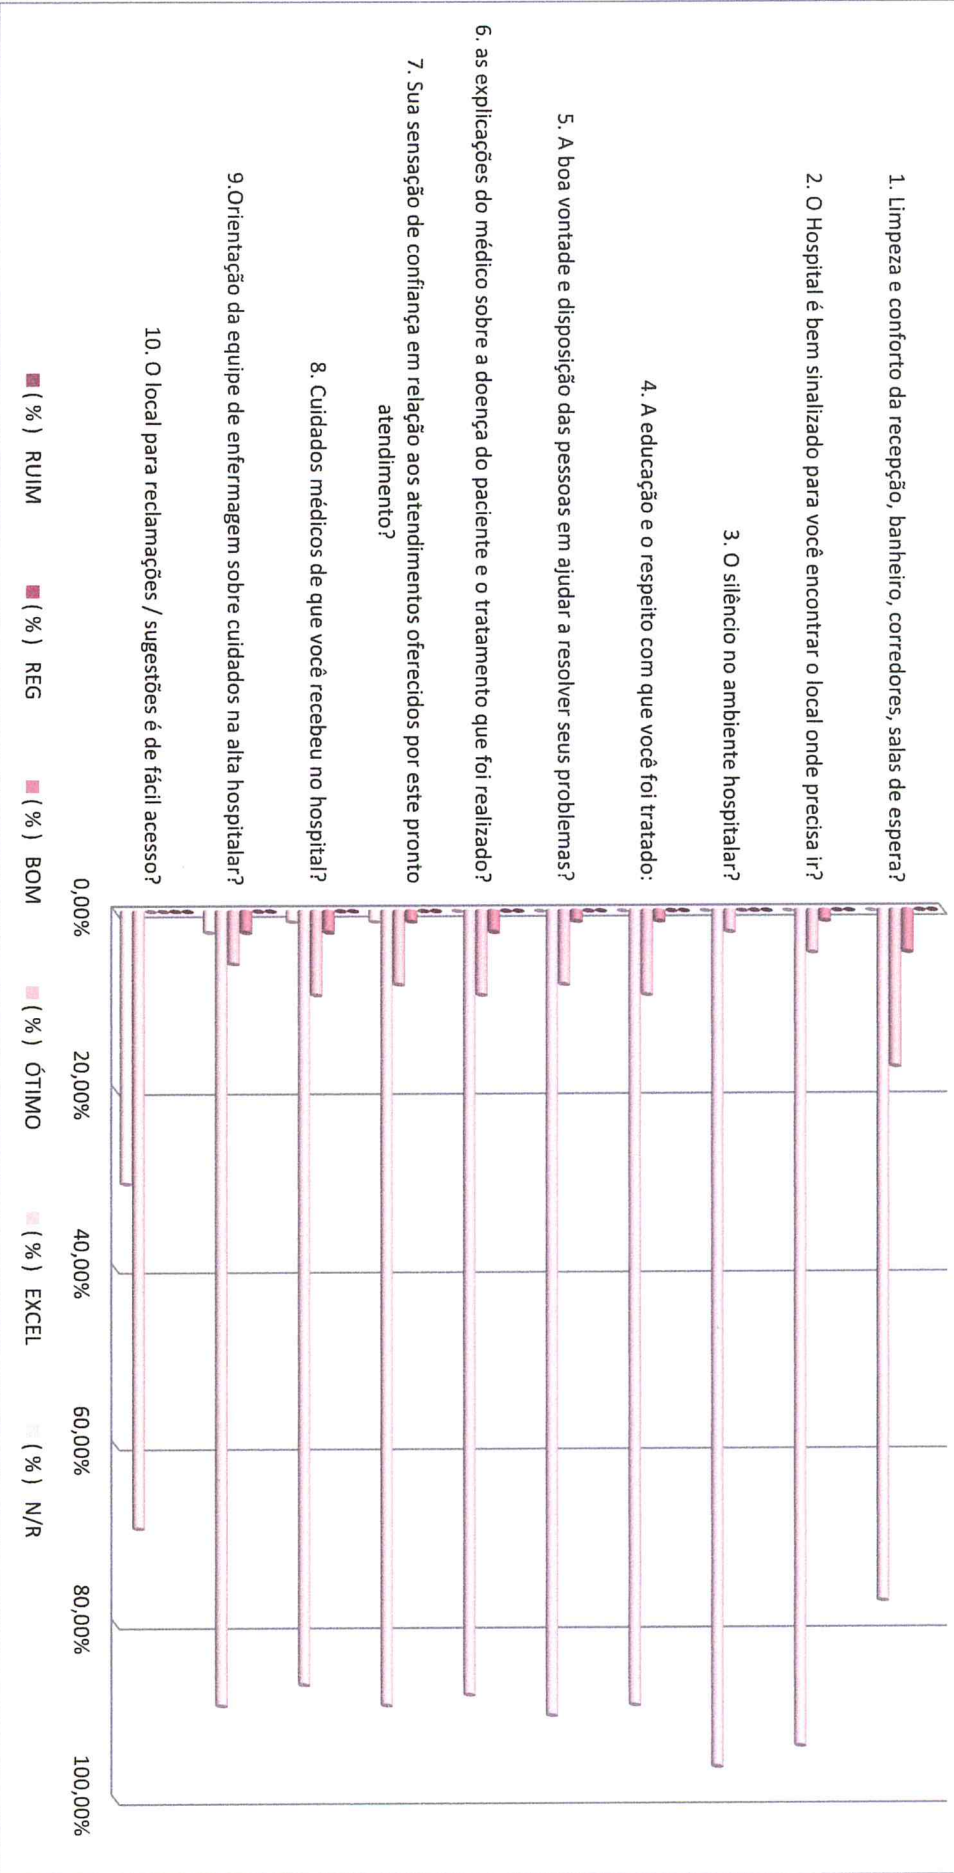 1. Limpeza e conforto da recepção, banheiro, corredores, salas de espera?
2. O Hospital é bem sinalizado para você encontrar o local onde precisa ir?
3. O silêncio no ambiente hospitalar?
4. A educação e o respeito com que você foi tratado:
5. A boa vontade e disposição das pessoas em ajudar a resolver seus problemas?
6. as explicações do médico sobre a doença do paciente e o tratamento que foi realizado?
7. Sua sensação de confiança em relação aos atendimentos oferecidos por este pronto
atendimento?
8. Cuidados médicos de que você recebeu no hospital?
9.Orientação da equipe de enfermagem sobre cuidados na alta hospitalar?
10. O local para reclamações / sugestões é de fácil acesso?
0,00% 20,00% 40,00% 60,00% 80,00% 100,00%
( % ) RUIM ( % ) REG ( % ) BOM ( % ) ÓTIMO ( % ) EXCEL ( % ) N/R